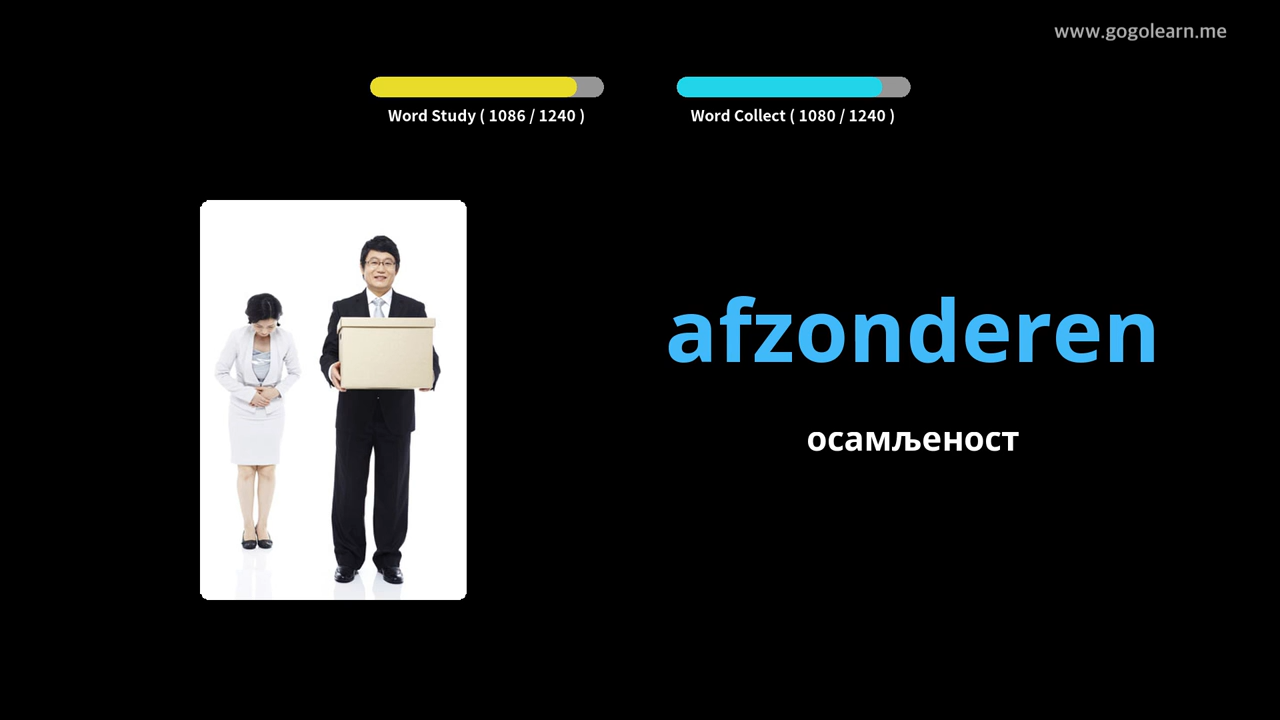 www.gogolearn.me
Word Study ( 1086 / 1240 )
Word Collect ( 1080 / 1240 )
afzonderen
осамљеност